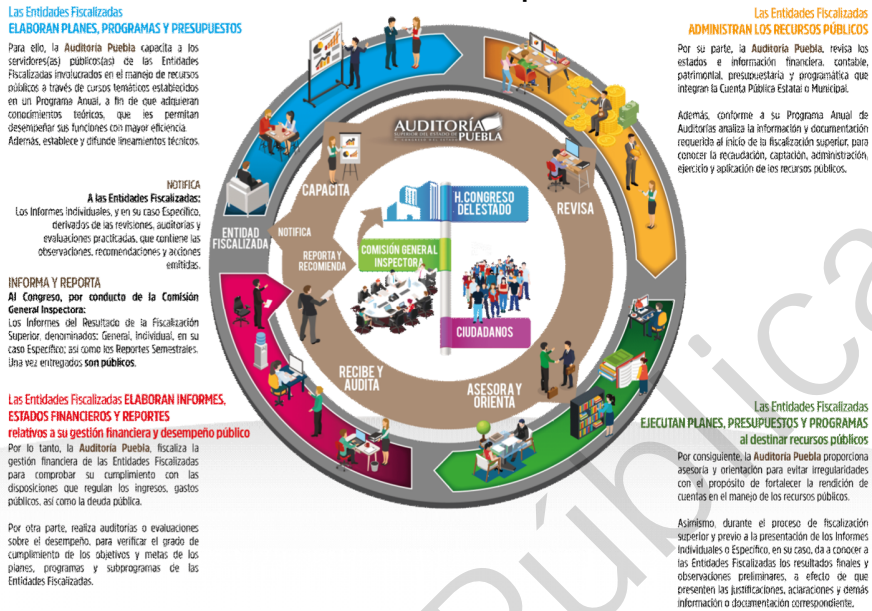 Las Entidades Fiscalizadas
ELABORAN PLANES, PROGRAMAS Y PRESUPUESTOS
Para ello, la Auditoría Puebla capacita a los
servidores(as) públicos(as) de las Entidades
Fiscalizadas involucrados en el manejo de recursos
públicos a través de cursos temáticos establecidos
en un Programa Anual, a fin de que adquieran
conocimientos teóricos, que les permitan
desempeñar sus funciones con mayor eficiencia.
Además, establece y difunde lineamientos técnicos.
NOTIFICA
A las Entidades Fiscalizadas:
Los Informes Individuales, y en su caso Específico,
derivados de las revisiones, auditorías y
evaluaciones practicadas, que contiene las
observaciones, recomendaciones y acciones
emitidas.
INFORMA Y REPORTA
Al Congreso, por conducto de la Comisión
General Inspectora:
Los Informes del Resultado de la Fiscalización
Superior, denominados: General, Individual, en su
caso Específico; así como los Reportes Semestrales.
Una vez entregados son públicos.
Las Entidades Fiscalizadas ELABORAN INFORMES,
ESTADOS FINANCIEROS Y REPORTES
relativos a su gestión financiera y desempeño público
Por lo tanto, la Auditoría Puebla, fiscaliza la
gestión financiera de las Entidades Fiscalizadas
para comprobar su cumplimiento con las
disposiciones que regulan los ingresos, gastos
públicos, así como la deuda pública.
Por otra parte, realiza auditorías o evaluaciones
sobre el desempeño, para verificar el grado de
cumplimiento de los objetivos y metas de los
planes, programas y subprogramas de las
Entidades Fiscalizadas.
AUDITORÍA
SUPERIOR DEL ESTADO DE
PUEBLA
CAPACITA
REVISA
H. CONGRESO
DEL ESTADO
ENTIDAD
FISCALIZADA
NOTIFICA
REPORTA Y
RECOMIENDA
COMISIÓN GENERAL
INSPECTORA
CIUDADANOS
RECIBE Y
AUDITA
ASESORA Y
ORIENTA
Las Entidades Fiscalizadas
ADMINISTRAN LOS RECURSOS PÚBLICOS
Por su parte, la Auditoría Puebla, revisa los
estados e información financiera, contable,
patrimonial, presupuestaria y programática que
integran la Cuenta Pública Estatal o Municipal.
Además, conforme a su Programa Anual de
Auditorías analiza la información y documentación
requerida al inicio de la fiscalización superior, para
conocer la recaudación, captación, administración,
ejercicio y aplicación de los recursos públicos.
Las Entidades Fiscalizadas
EJECUTAN PLANES, PRESUPUESTOS Y PROGRAMAS
al destinar recursos públicos
Por consiguiente, la Auditoría Puebla proporciona
asesoría y orientación para evitar irregularidades
con el propósito de fortalecer la rendición de
cuentas en el manejo de los recursos públicos.
Asimismo, durante el proceso de fiscalización
superior y previo a la presentación de los Informes
Individuales o Específico, en su caso, da a conocer a
las Entidades Fiscalizadas los resultados finales y
observaciones preliminares, a efecto de que
presenten las justificaciones, aclaraciones y demás
información o documentación correspondiente.
Pública